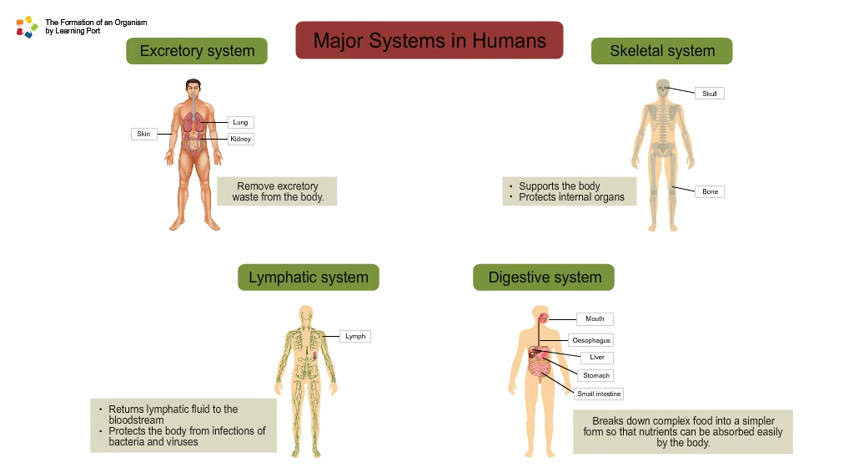 The Formation of an Organism
by Learning Port
Major Systems in Humans
Excretory system
Skin
Lung
Kidney
Remove excretory
waste from the body.
Skeletal system
Skull
Bone
• Supports the body
• Protects internal organs
Lymphatic system
Lymph
• Returns lymphatic fluid to the
bloodstream
• Protects the body from infections of
bacteria and viruses
Digestive system
Mouth
Oesophagus
Liver
Stomach
Small intestine
Breaks down complex food into a simpler
form so that nutrients can be absorbed easily
by the body.